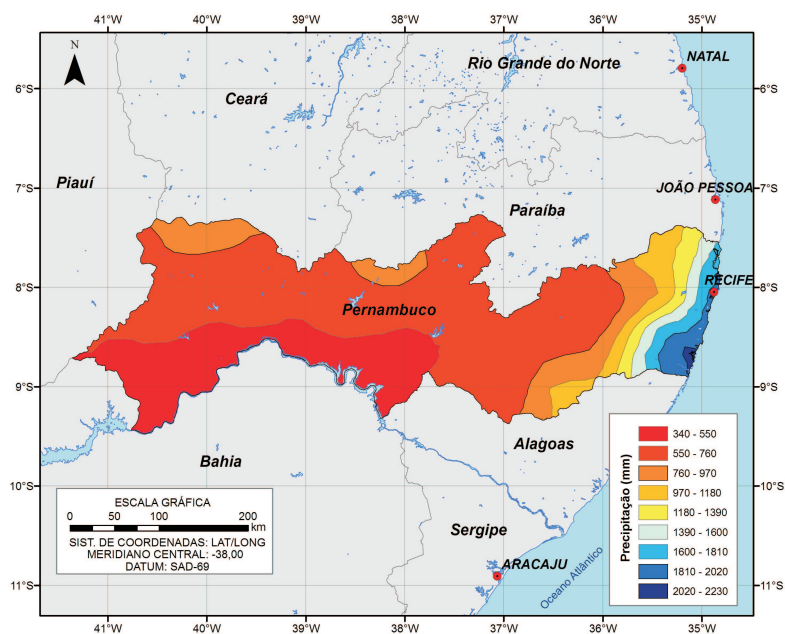 41°W 40°W 39°W 38°W 37°W 36°W 35°W
N
NATAL
Rio Grande do Norte
6°S 6°S
Ceará
Piauí
7°S 7°S
JOÃO PESSOA
Paraíba
RECIFE
8°S 8°S
Pernambuco
9°S 9°S
Alagoas
Bahia
10°S 10°S
Sergipe
ARACAJU
11°S 11°S
Oceano Atlântico
ESCALA GRÁFICA
0 50 100 200
km
SIST. DE COORDENADAS: LAT/LONG
MERIDIANO CENTRAL: -38,00
DATUM: SAD-69
Precipitação (mm)
340 - 550
550 - 760
760 - 970
970 - 1180
1180 - 1390
1390 - 1600
1600 - 1810
1810 - 2020
2020 - 2230
41°W 40°W 39°W 38°W 37°W 36°W 34°W